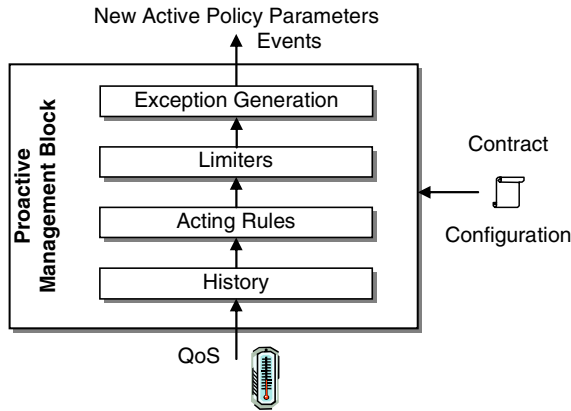 New Active Policy Parameters
Events
Proactive
Management Block
Exception Generation
Limiters
Acting Rules
History
Contract
Configuration
QoS